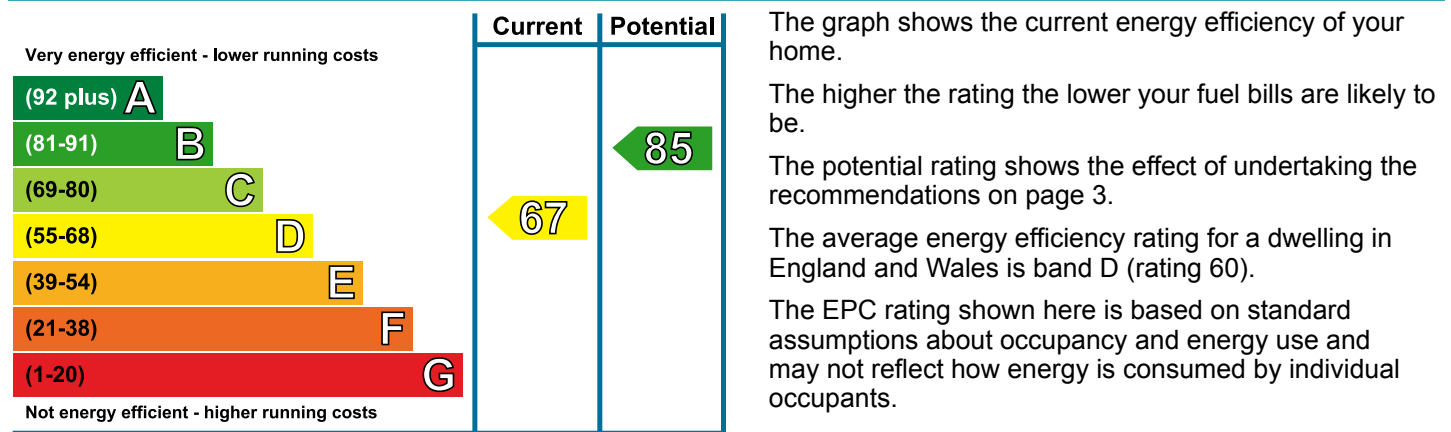 Current Potential
Very energy efficient - lower running costs
(92 plus) A
(81-91) B
85
(69-80) C
67
(55-68) D
(39-54) E
(21-38) F
(1-20) G
Not energy efficient - higher running costs
The graph shows the current energy efficiency of your
home.
The higher the rating the lower your fuel bills are likely to
be.
The potential rating shows the effect of undertaking the
recommendations on page 3.
The average energy efficiency rating for a dwelling in
England and Wales is band D (rating 60).
The EPC rating shown here is based on standard
assumptions about occupancy and energy use and
may not reflect how energy is consumed by individual
occupants.